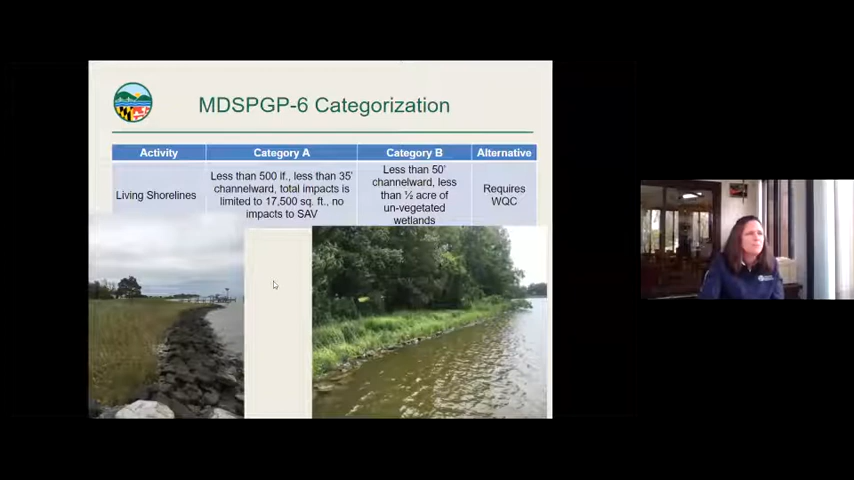 MDSPGP-6 Categorization
Activity
Category A
Category B
Alternative
Living Shorelines
Less than 500 lf., less than 35'
channelward, total impacts is
limited to 17,500 sq. ft., no
impacts to SAV
Less than 50'
channelward, less
than ½ acre of
un-vegetated
wetlands
Requires
WQC